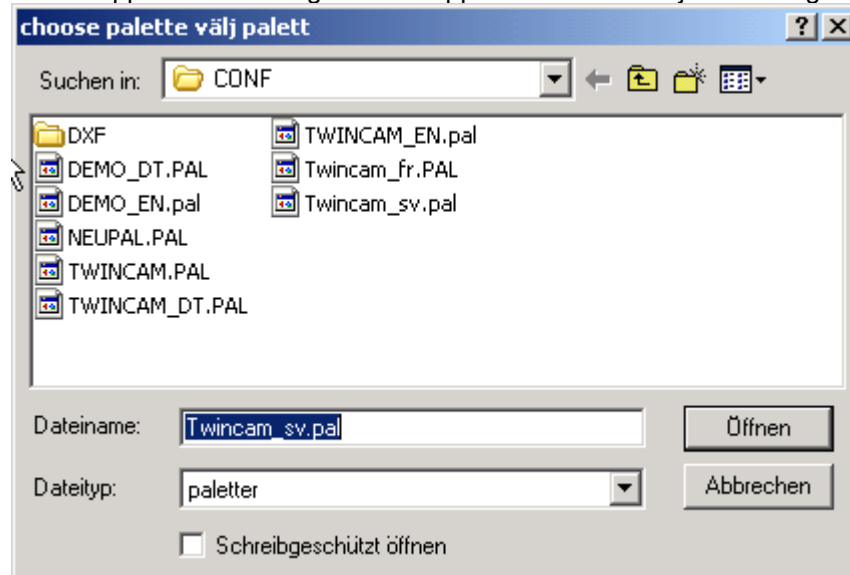 choose palette välj palett
Suchen in: CONF
DXF
DEMO_DT.PAL
DEMO_EN.pal
NEUPAL.PAL
TWINCAM.PAL
TWINCAM_DT.PAL
TWINCAM_EN.pal
Twincam_fr.PAL
Twincam_sv.pal
Dateiname: Twincam_sv.pal
Öffnen
Dateityp: paletter
Abbrechen
Schreibgeschützt öffnen